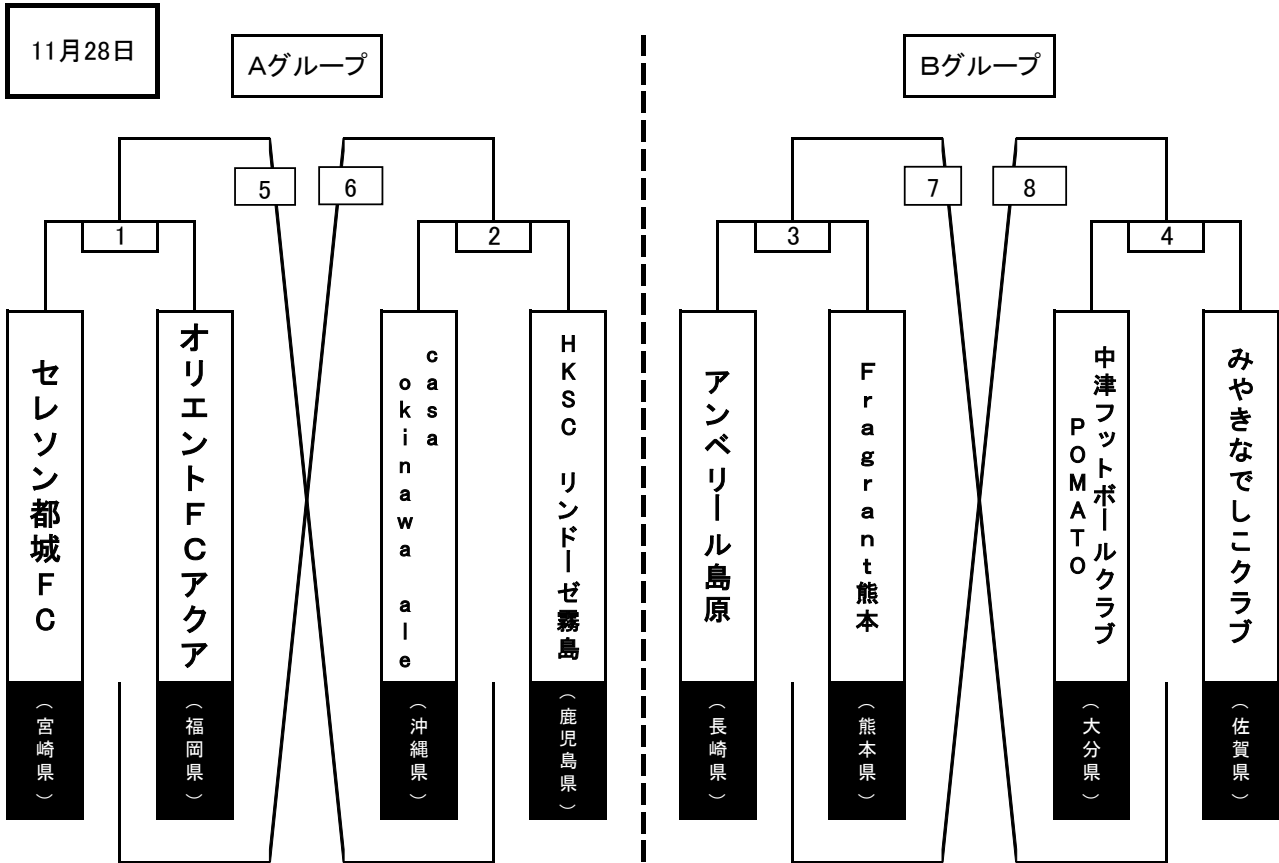 11月28日
Aグループ
Bグループ
5
6
7
8
1
2
3
4
セレソン都城FC
オリエントFCアクア
casa
okinawa ale
HKSC リンドーゼ霧島
アンベリール島原
Fragrant熊本
中津フットボールクラブ
POMATO
みやきなでしこクラブ
(宮崎県)
(福岡県)
(沖縄県)
(鹿児島県)
(長崎県)
(熊本県)
(大分県)
(佐賀県)